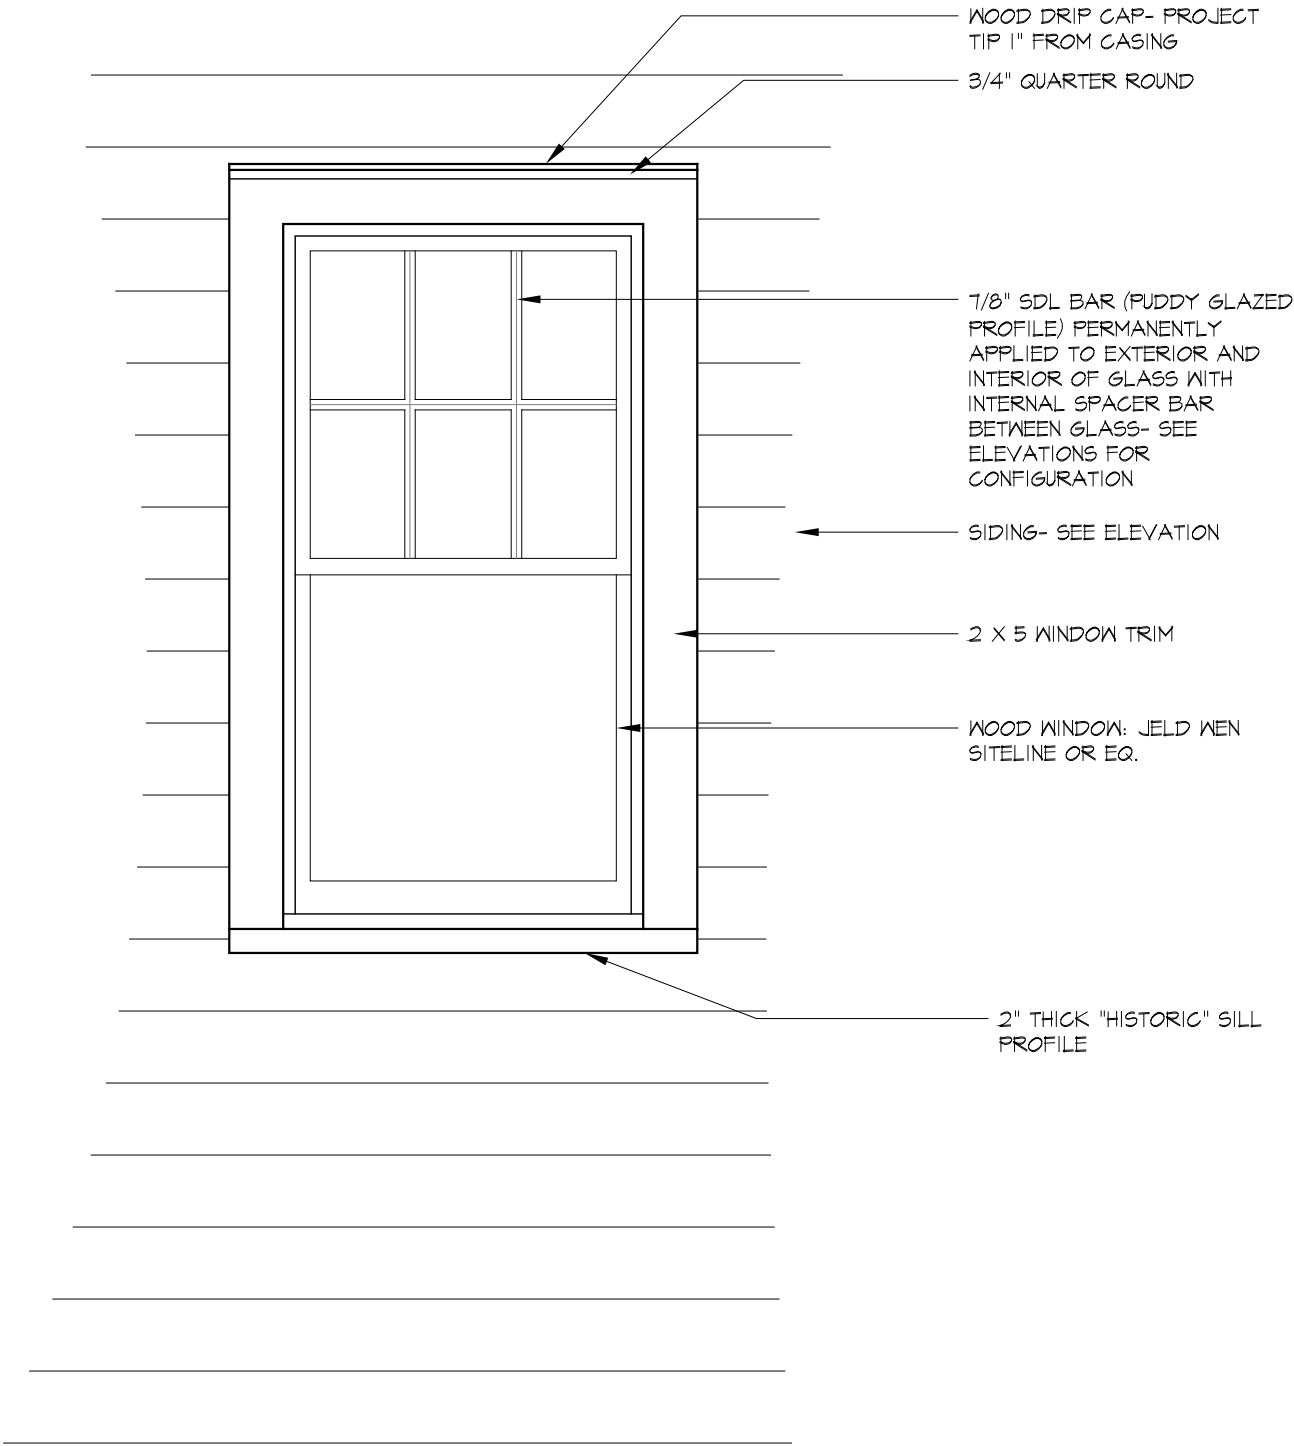 WOOD DRIP CAP- PROJECT
TIP 1" FROM CASING
3/4" QUARTER ROUND
7/8" SDL BAR (PUDDY GLAZED
PROFILE) PERMANENTLY
APPLIED TO EXTERIOR AND
INTERIOR OF GLASS WITH
INTERNAL SPACER BAR
BETWEEN GLASS- SEE
ELEVATIONS FOR
CONFIGURATION
SIDING- SEE ELEVATION
2 X 5 WINDOW TRIM
WOOD WINDOW: JELD WEN
SITELINE OR EQ.
2" THICK "HISTORIC" SILL
PROFILE